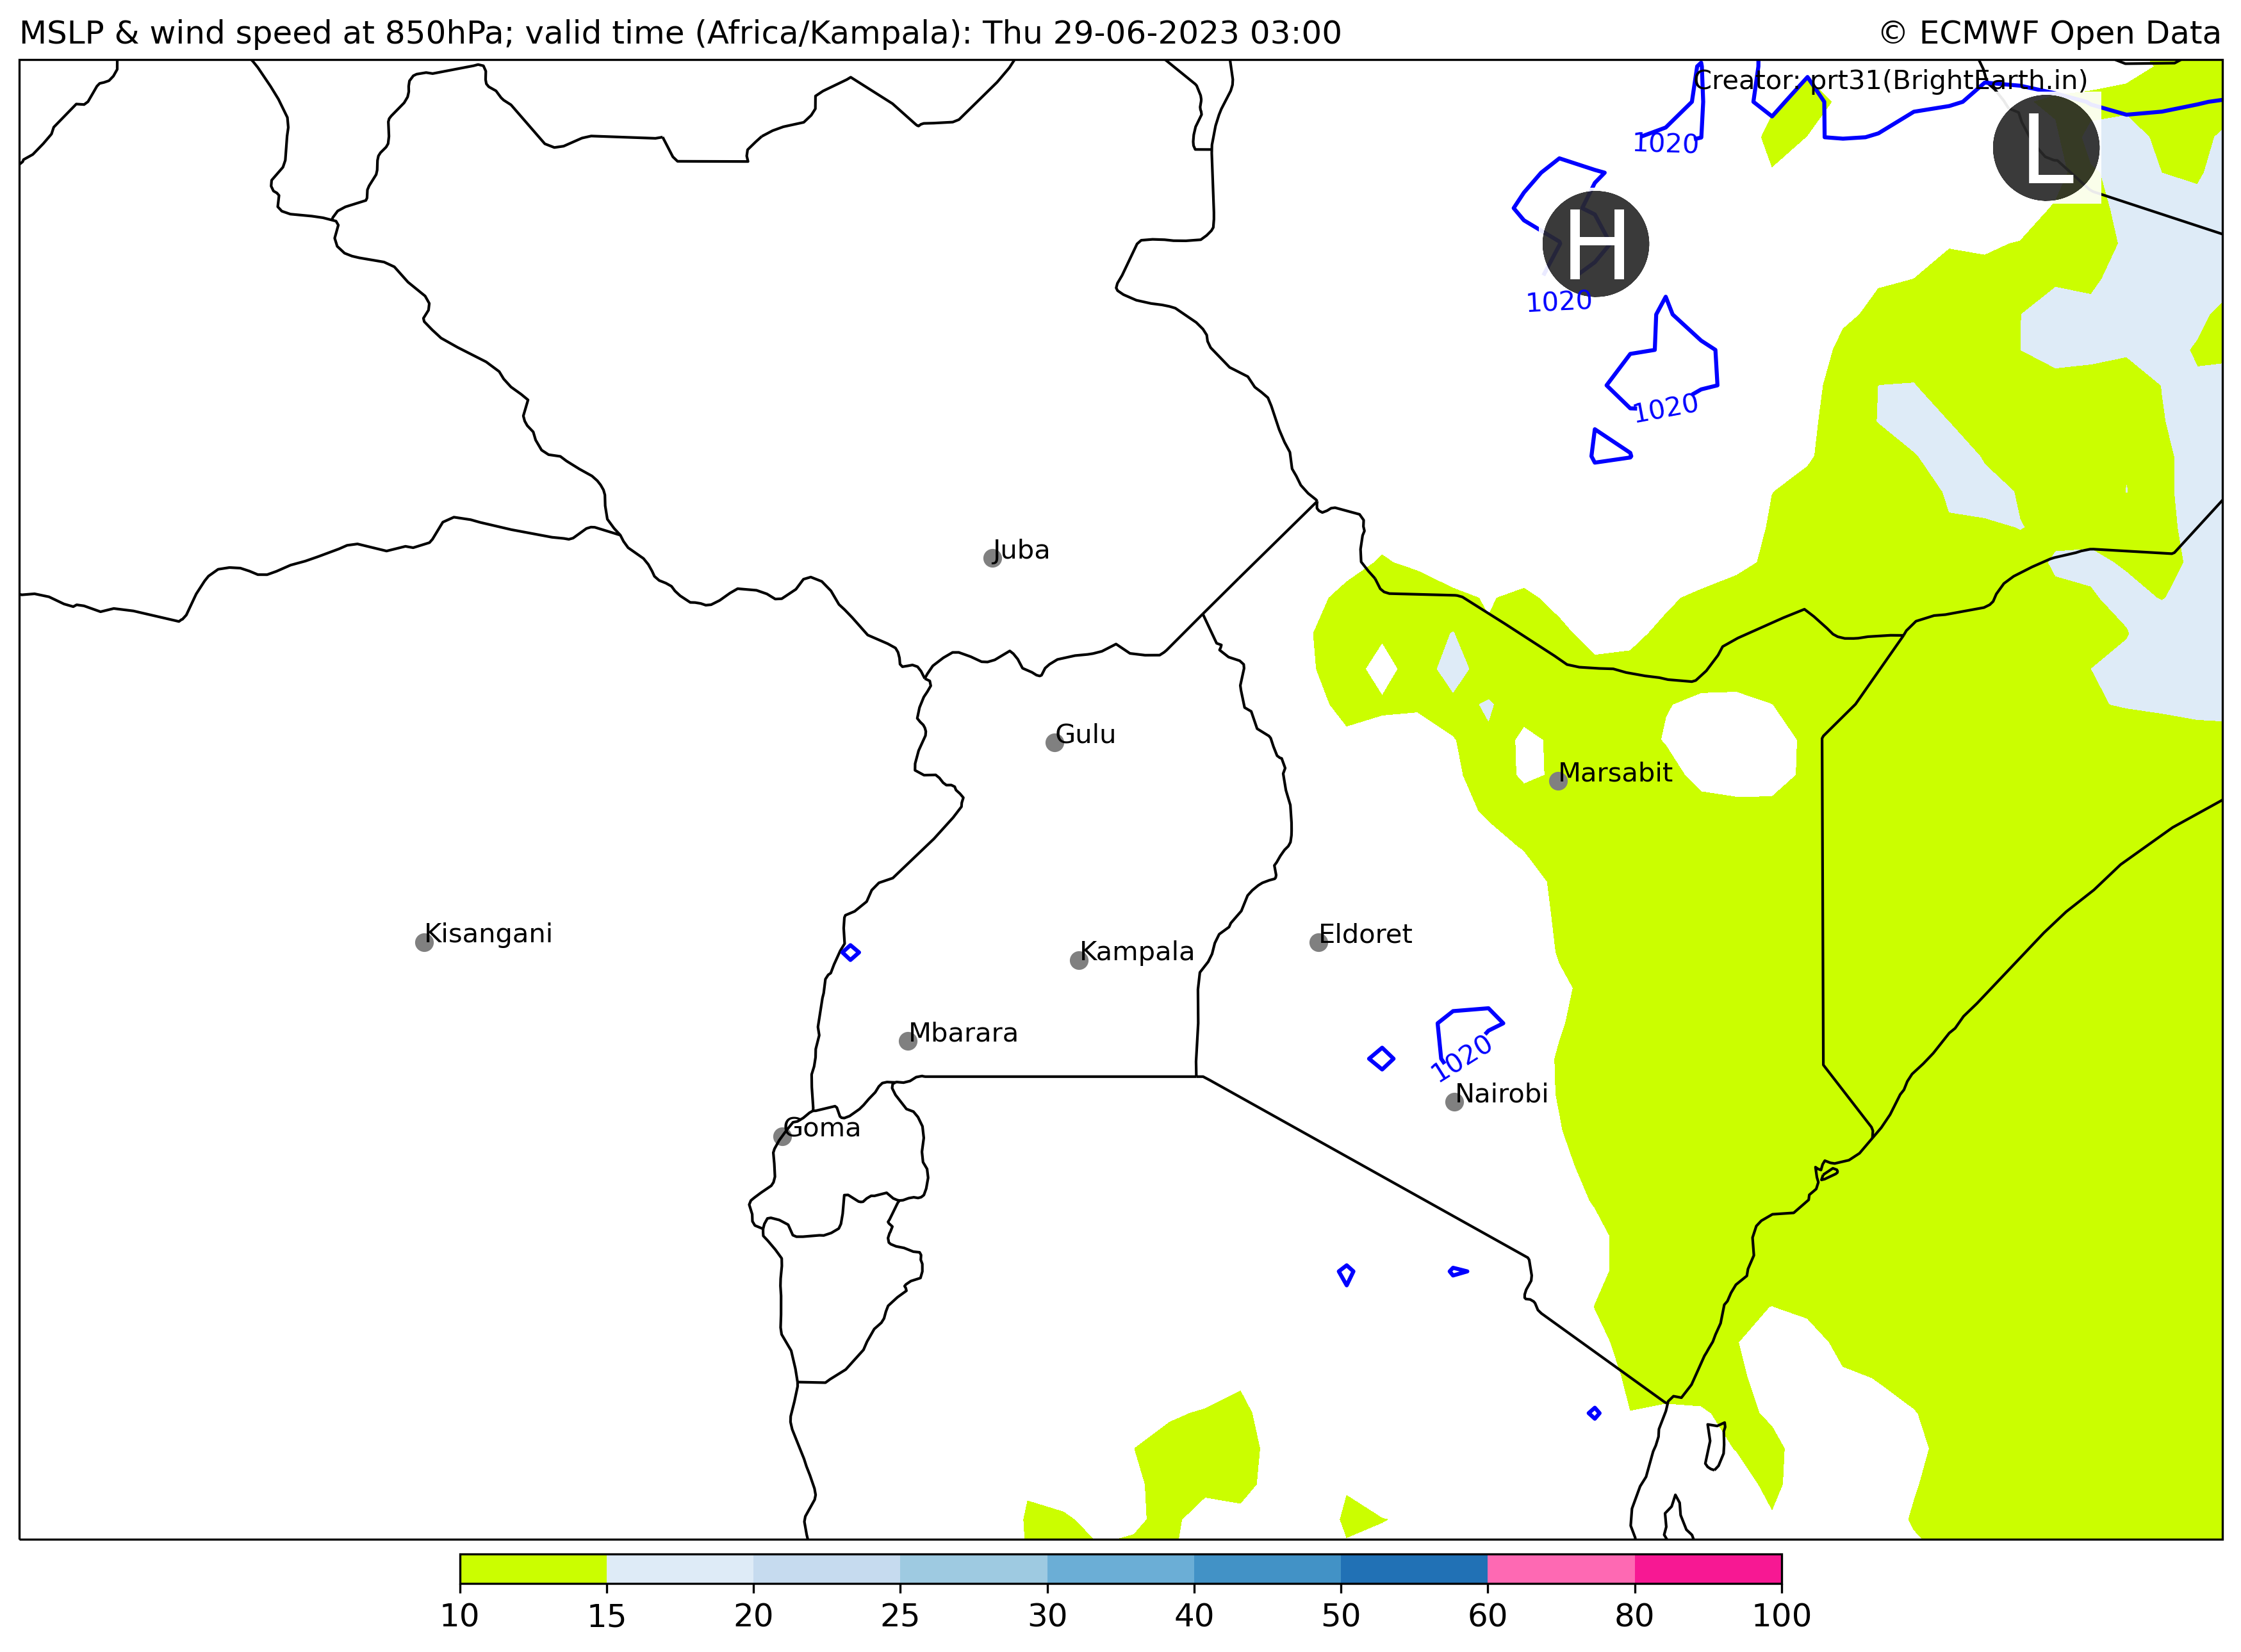 MSLP & wind speed at 850hPa; valid time (Africa/Kampala): Thu 29-06-2023 03:00
© ECMWF Open Data
Creator: prt31(BrightEarth.in)
1020
L
H
1020
1020
Juba
Gulu
Marsabit
Kisangani
Eldoret
Kampala
Mbarara
1020
Nairobi
Goma
10 15 20 25 30 40 50 60 80 100